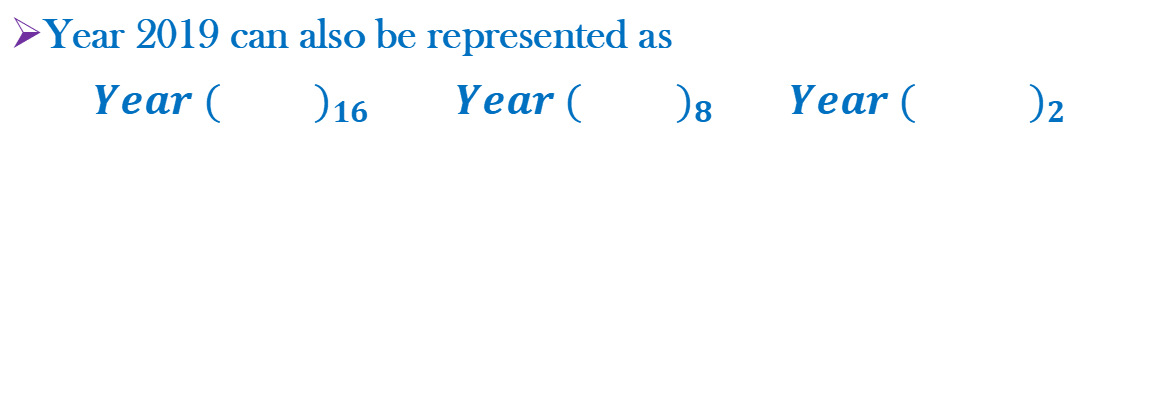 ➢Year 2019 can also be represented as
Year (        )₁₆        Year (        )₈        Year (          )₂